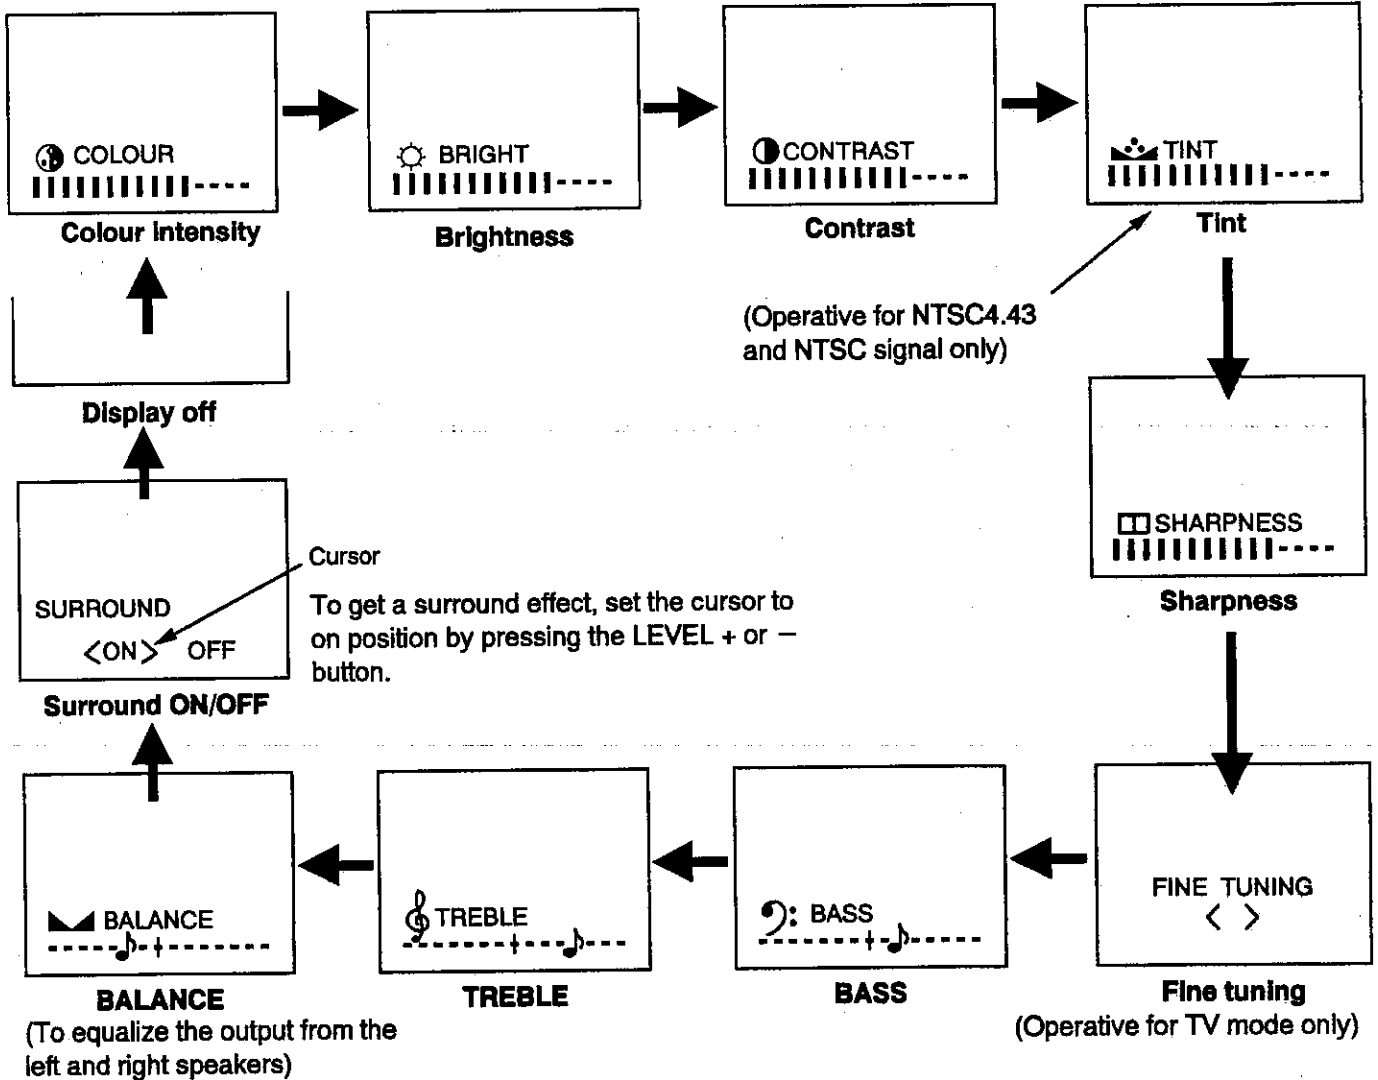 COLOUR
Colour intensity
BRIGHT
Brightness
CONTRAST
Contrast
TINT
Tint
(Operative for NTSC4.43
and NTSC signal only)
Display off
SHARPNESS
Sharpness
SURROUND
<ON> OFF
Surround ON/OFF
Cursor
To get a surround effect, set the cursor to
on position by pressing the LEVEL + or −
button.
BALANCE
BALANCE
(To equalize the output from the
left and right speakers)
TREBLE
TREBLE
BASS
BASS
FINE TUNING
< >
Fine tuning
(Operative for TV mode only)